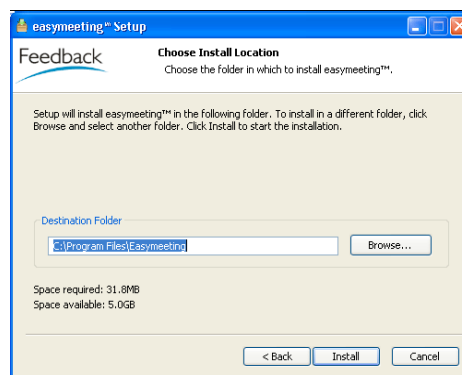 easymeeting™ Setup
Feedback
Choose Install Location
Choose the folder in which to install easymeeting™.
Setup will install easymeeting™ in the following folder. To install in a different folder, click
Browse and select another folder. Click Install to start the installation.
Destination Folder
C:\Program Files\Easymeeting
Browse...
Space required: 31.8MB
Space available: 5.0GB
< Back
Install
Cancel